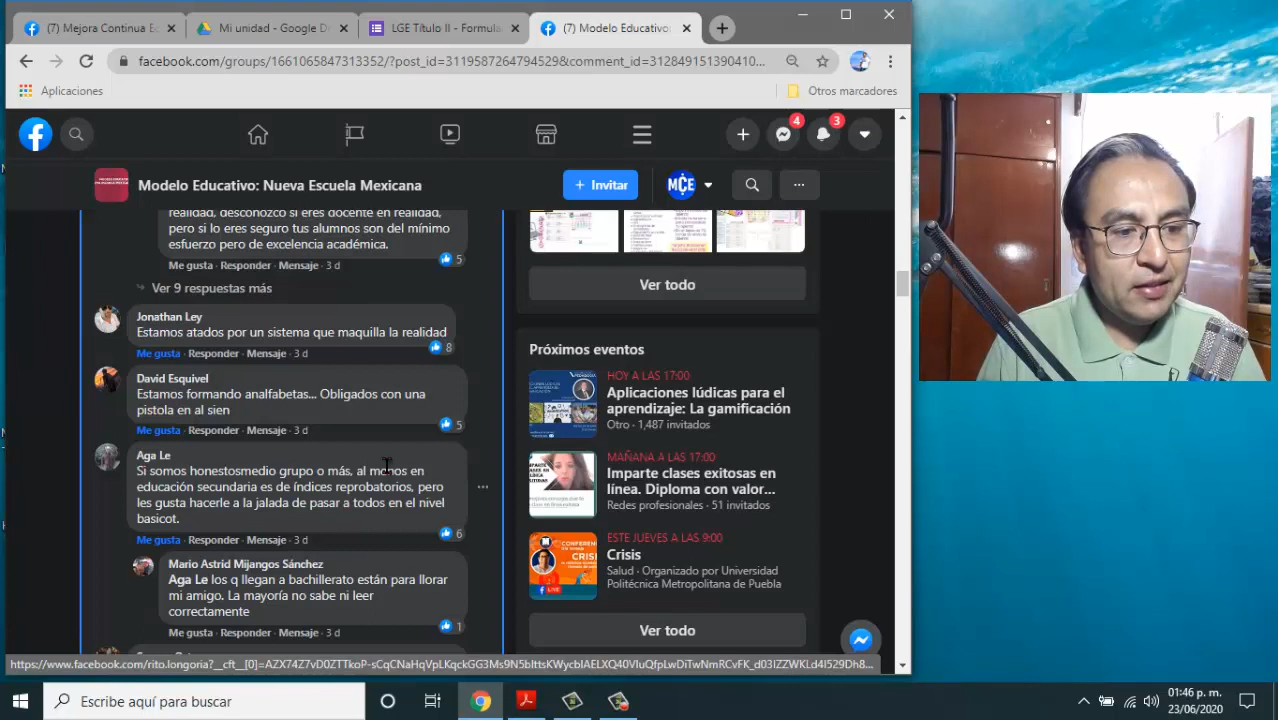 (7) Mejora Continua Ec
Mi unidad - Google Dr
LGE Título II - Formula
(7) Modelo Educativo:
facebook.com/groups/1661065847313352/?post_id=3119587264794529&comment_id=312849151390410...
Aplicaciones
Otros marcadores
4
3
Modelo Educativo: Nueva Escuela Mexicana
+ Invitar
MCE
realidad, desconozco si eres docente en realidad,
pero si lo eres seguro tus alumnos son del mínimo
esfuerzo pero de excelencia académica.
Me gusta · Responder · Mensaje · 3 d
5
Ver 9 respuestas más
Jonathan Ley
Estamos atados por un sistema que maquilla la realidad
Me gusta · Responder · Mensaje · 3 d
8
David Esquivel
Estamos formando analfabetas... Obligados con una
pistola en al sien
Me gusta · Responder · Mensaje · 3 d
5
Aga Le
Si somos honestosmedio grupo o más, al menos en
educación secundaria es de índices reprobatorios, pero
les gusta hacerle a la jalada de pasar a todos en el nivel
basicot.
Me gusta · Responder · Mensaje · 3 d
6
Mario Astrid Mijangos Sánchez
Aga Le los q llegan a bachillerato están para llorar
mi amigo. La mayoría no sabe ni leer
correctamente
Me gusta · Responder · Mensaje · 3 d
1
Ver todo
Próximos eventos
HOY A LAS 17:00
Aplicaciones lúdicas para el
aprendizaje: La gamificación
Otro · 1,487 invitados
MAÑANA A LAS 17:00
Imparte clases exitosas en
línea. Diploma con valor...
Redes profesionales · 51 invitados
ESTE JUEVES A LAS 9:00
Crisis
Salud · Organizado por Universidad
Politécnica Metropolitana de Puebla
Ver todo
Escribe aquí para buscar
01:46 p. m.
23/06/2020